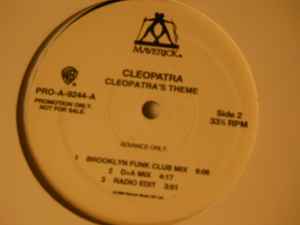 MAVERICK
CLEOPATRA
CLEOPATRA'S THEME
PRO-A-9244-A
PROMOTION ONLY.
NOT FOR SALE.
Side 2
33⅓ RPM
ADVANCE ONLY.
1 BROOKLYN FUNK CLUB MIX 6:06
2 D+A MIX 4:17
3 RADIO EDIT 3:51